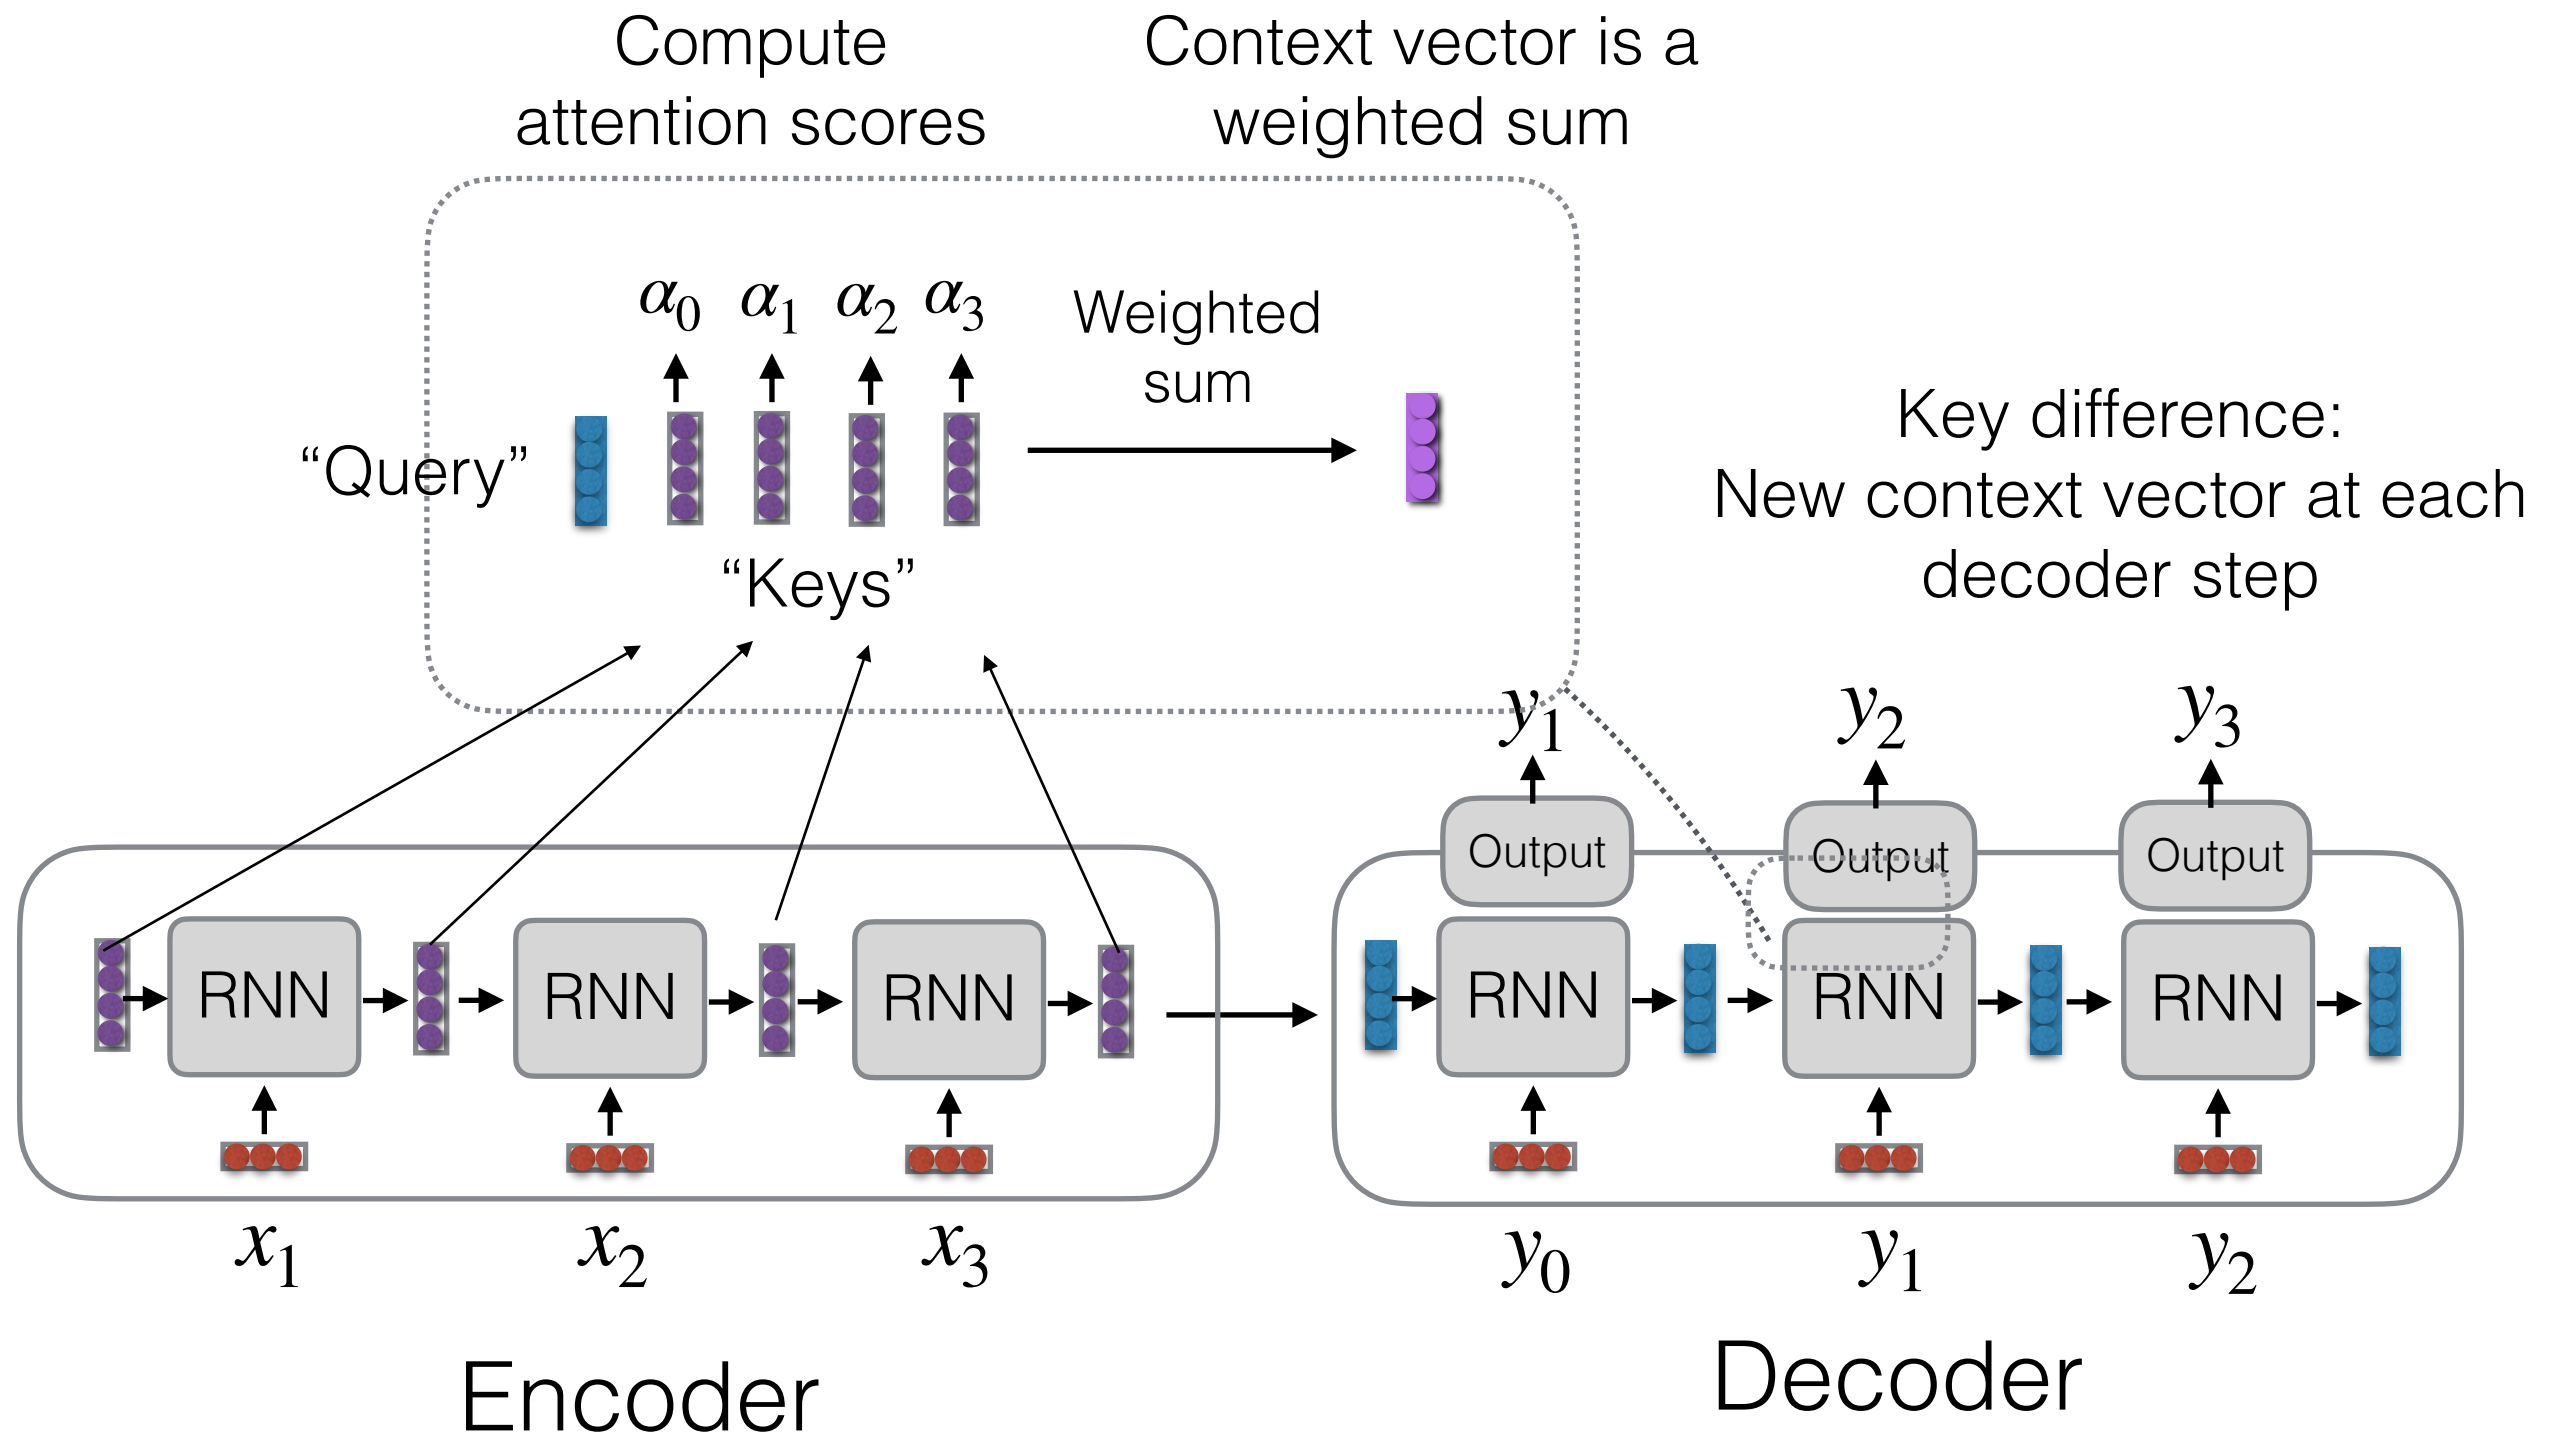 Compute
attention scores
Context vector is a
weighted sum
α0 α1 α2 α3
Weighted
sum
“Query”
“Keys”
Key difference:
New context vector at each
decoder step
y1 y2 y3
Output Output Output
RNN RNN RNN
RNN RNN RNN
x1 x2 x3
y0 y1 y2
Encoder
Decoder